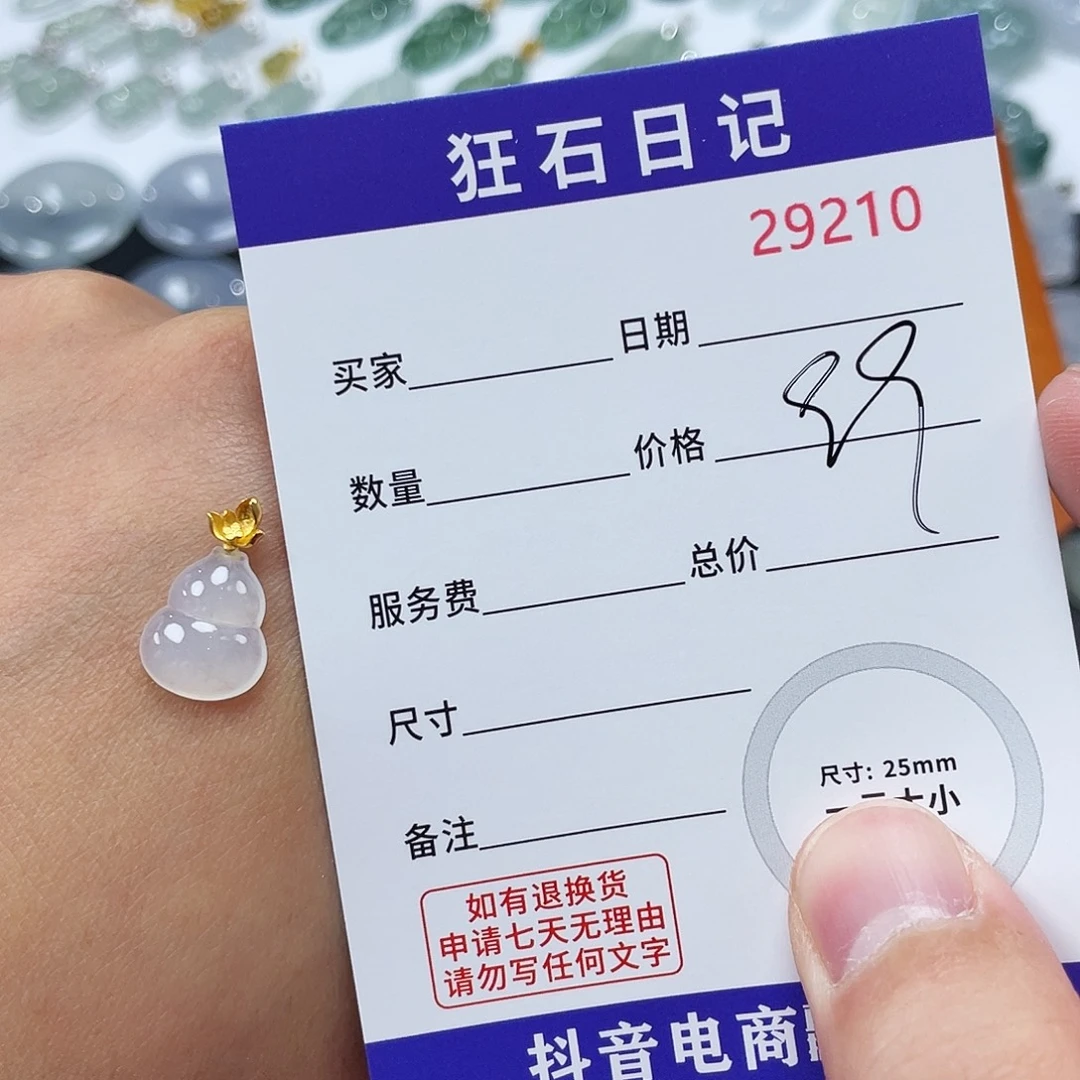 狂石日记
29210
买家 日期
数量 价格
服务费 总价
尺寸
尺寸: 25mm
备注
如有退换货
申请七天无理由
请勿写任何文字
抖音电商